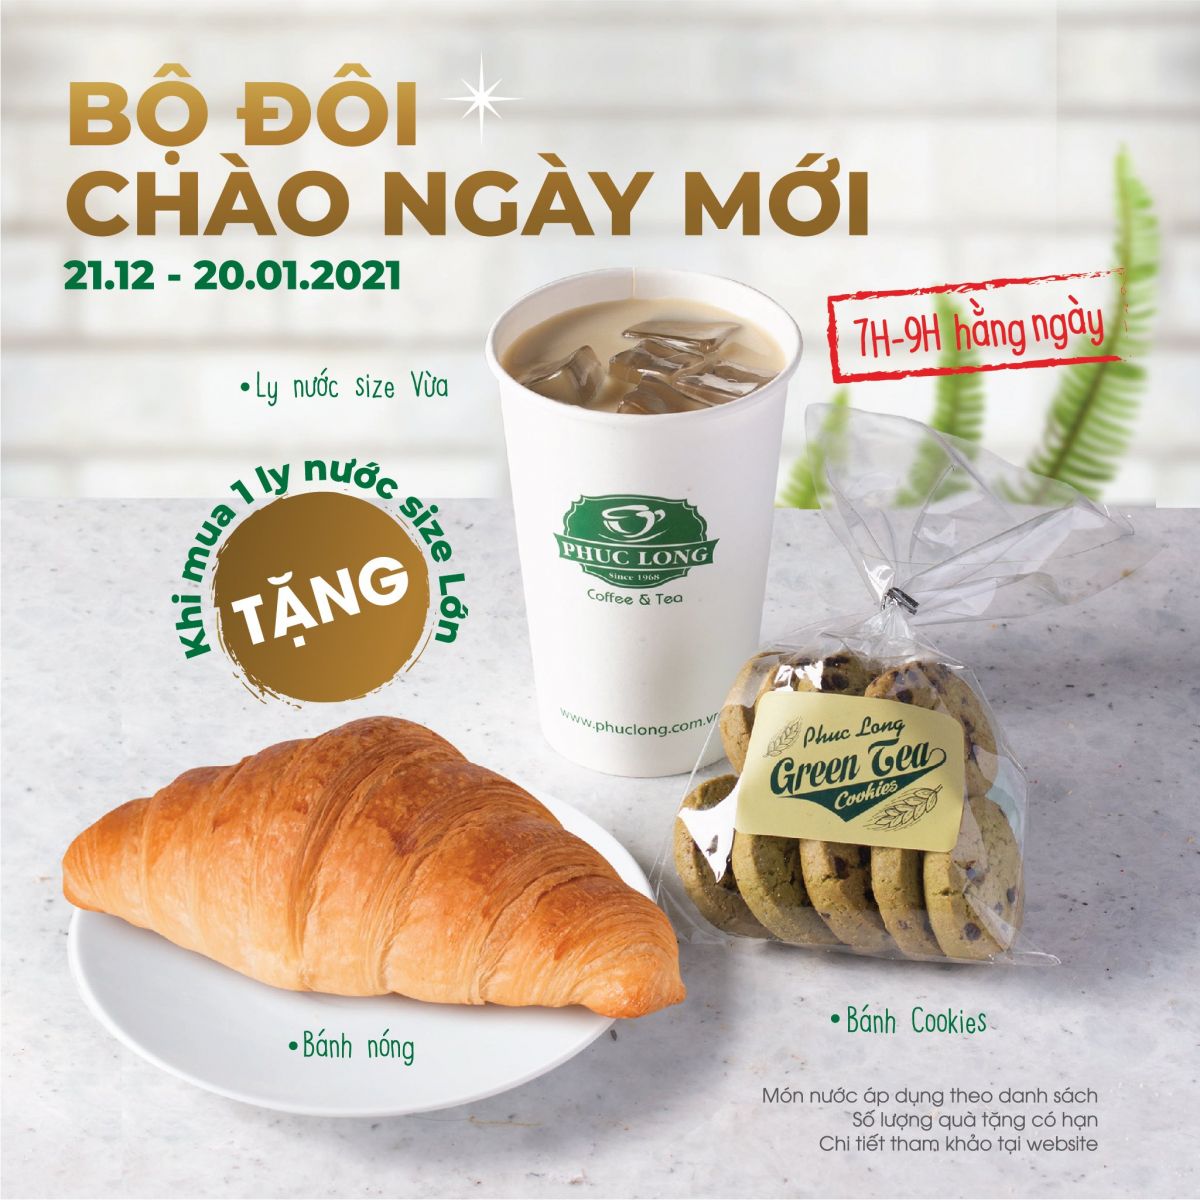 BỘ ĐÔI
CHÀO NGÀY MỚI
21.12 - 20.01.2021
7H-9H hằng ngày
• Ly nước size Vừa
Khi mua 1 ly nước size Lớn
TẶNG
PHUC LONG
Since 1968
Coffee & Tea
www.phuclong.com.vn
Phuc Long
Green Tea
Cookies
• Bánh Cookies
• Bánh nóng
Món nước áp dụng theo danh sách
Số lượng quà tặng có hạn
Chi tiết tham khảo tại website